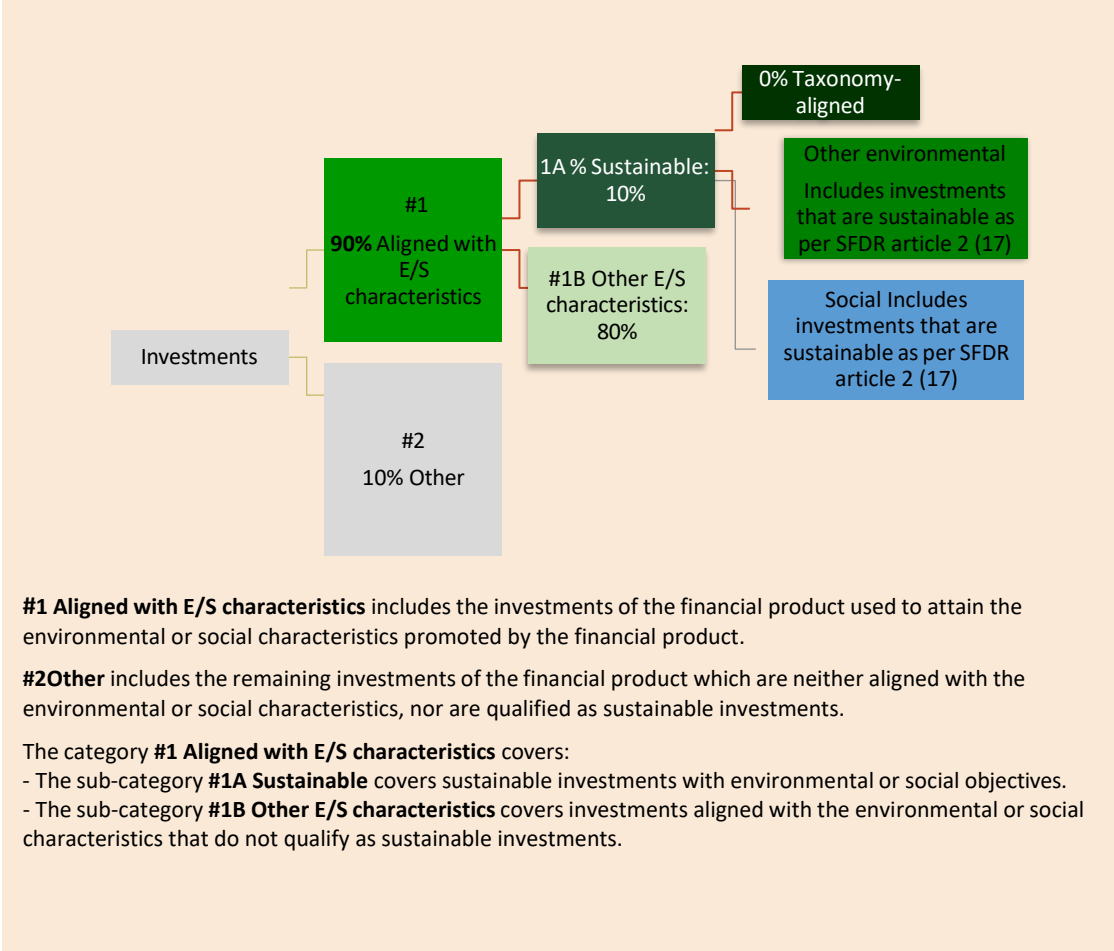 0% Taxonomy-
aligned
Other environmental
Includes investments
that are sustainable as
per SFDR article 2 (17)
1A % Sustainable:
10%
#1
90% Aligned with
E/S
characteristics
#1B Other E/S
characteristics:
80%
Social Includes
investments that are
sustainable as per SFDR
article 2 (17)
Investments
#2
10% Other
#1 Aligned with E/S characteristics includes the investments of the financial product used to attain the
environmental or social characteristics promoted by the financial product.
#2Other includes the remaining investments of the financial product which are neither aligned with the
environmental or social characteristics, nor are qualified as sustainable investments.
The category #1 Aligned with E/S characteristics covers:
- The sub-category #1A Sustainable covers sustainable investments with environmental or social objectives.
- The sub-category #1B Other E/S characteristics covers investments aligned with the environmental or social
characteristics that do not qualify as sustainable investments.